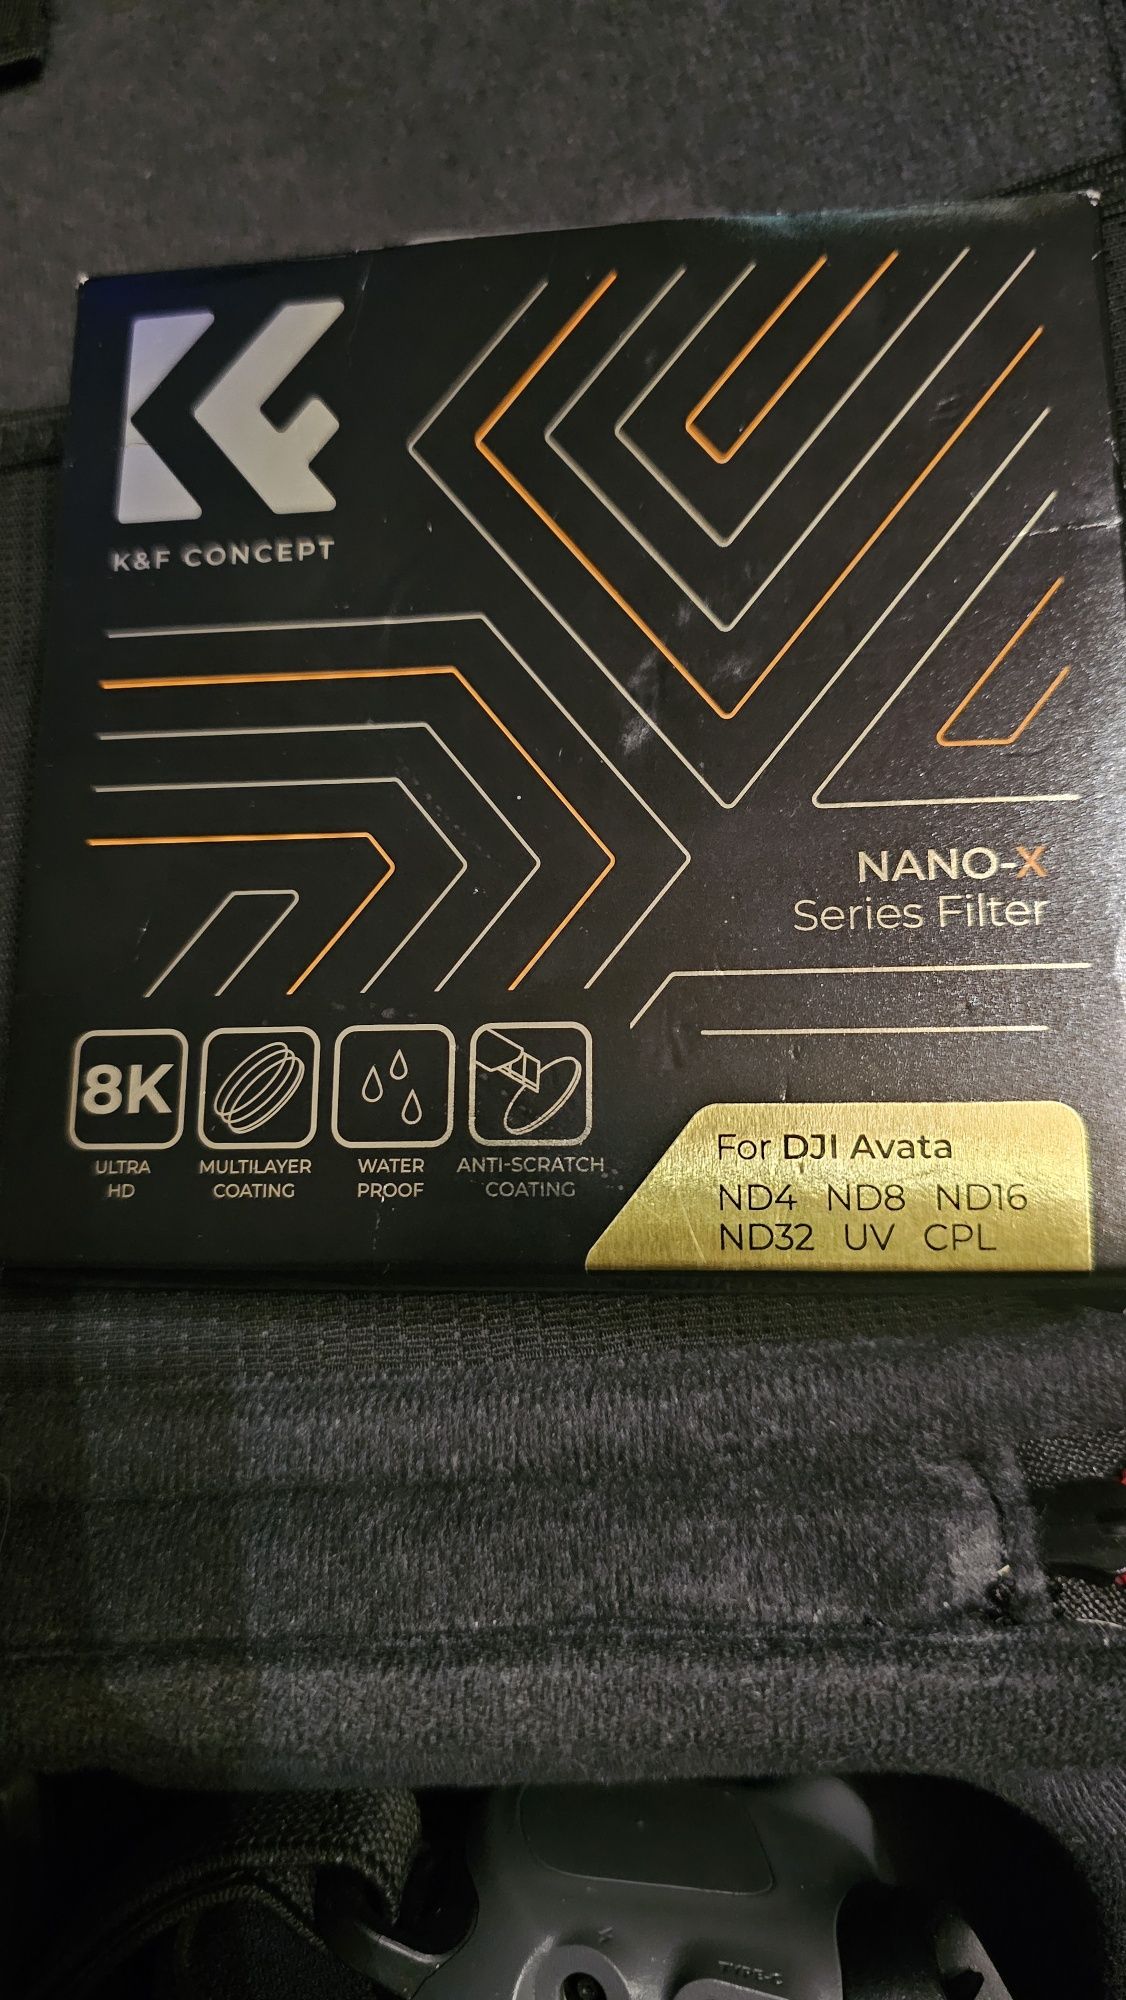 K&F CONCEPT
NANO-X
Series Filter
8K
ULTRA
HD
MULTILAYER
COATING
WATER
PROOF
ANTI-SCRATCH
COATING
For DJI Avata
ND4 ND8 ND16
ND32 UV CPL
TYPE-C